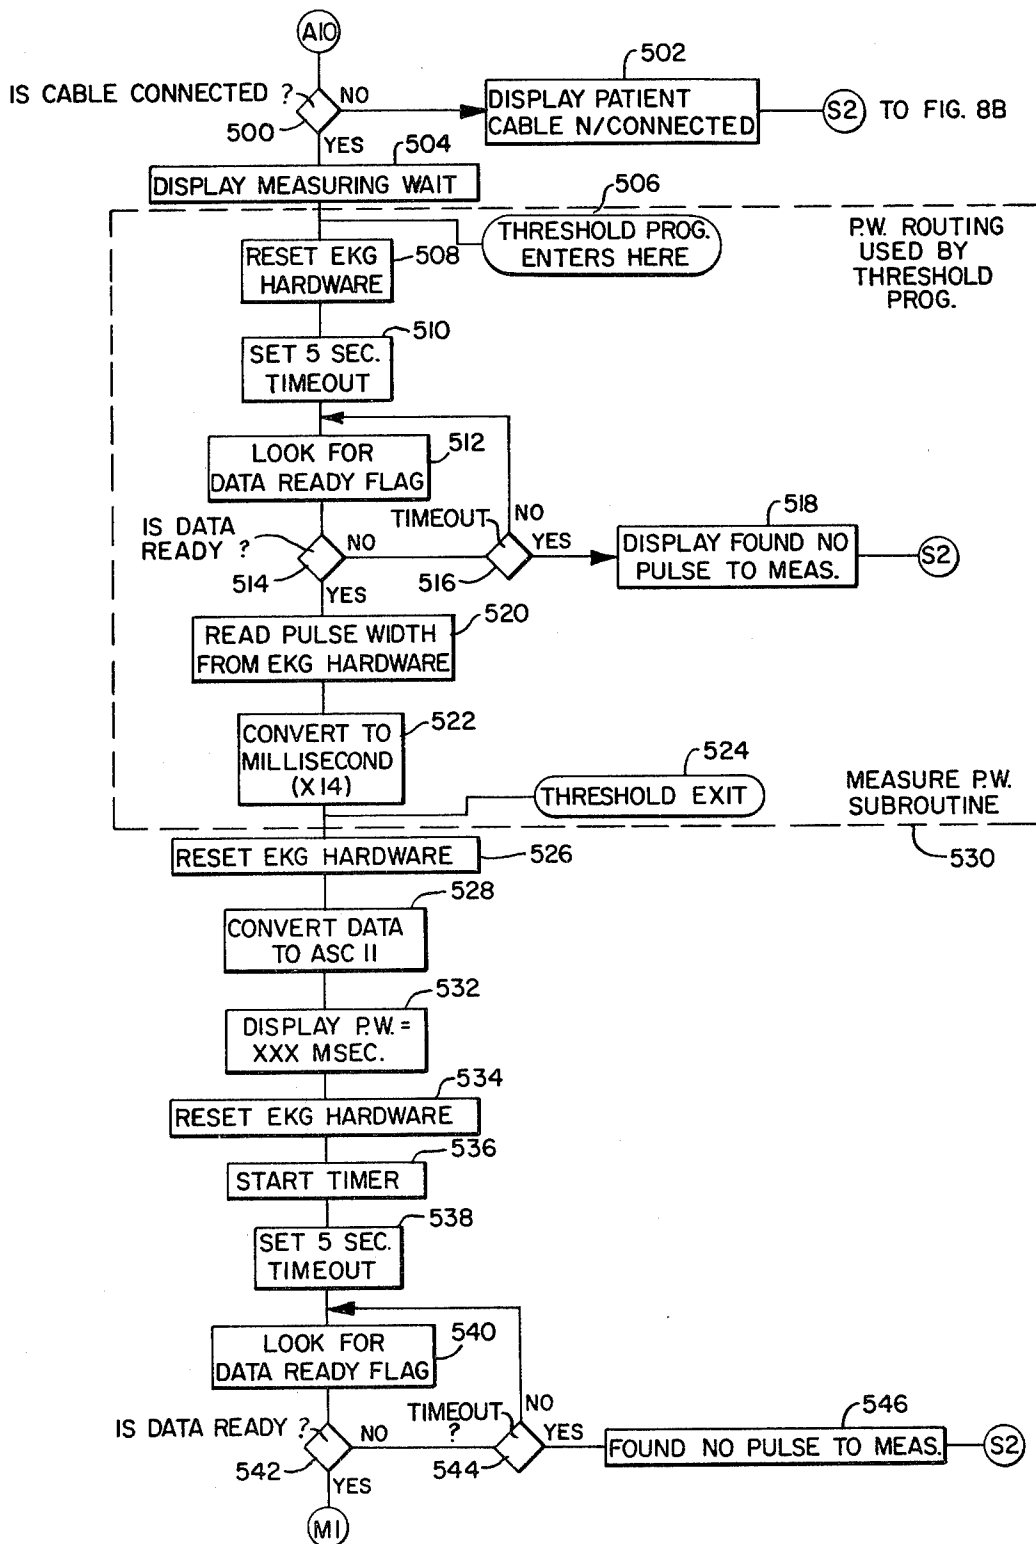 A10
502
IS CABLE CONNECTED ?
NO
DISPLAY PATIENT
CABLE N/CONNECTED
S2
TO FIG. 8B
500
YES
504
DISPLAY MEASURING WAIT
506
THRESHOLD PROG.
ENTERS HERE
P.W. ROUTING
USED BY
THRESHOLD
PROG.
RESET EKG
HARDWARE
508
510
SET 5 SEC.
TIMEOUT
LOOK FOR
DATA READY FLAG
512
IS DATA
READY ?
514
NO
YES
TIMEOUT
NO
516
YES
518
DISPLAY FOUND NO
PULSE TO MEAS.
S2
520
READ PULSE WIDTH
FROM EKG HARDWARE
522
CONVERT TO
MILLISECOND
(X14)
524
THRESHOLD EXIT
MEASURE P.W.
SUBROUTINE
530
RESET EKG HARDWARE
526
528
CONVERT DATA
TO ASC II
532
DISPLAY P.W. =
XXX MSEC.
534
RESET EKG HARDWARE
536
START TIMER
538
SET 5 SEC.
TIMEOUT
LOOK FOR
DATA READY FLAG
540
IS DATA READY ?
542
NO
YES
TIMEOUT
?
NO
544
YES
546
FOUND NO PULSE TO MEAS.
S2
M1